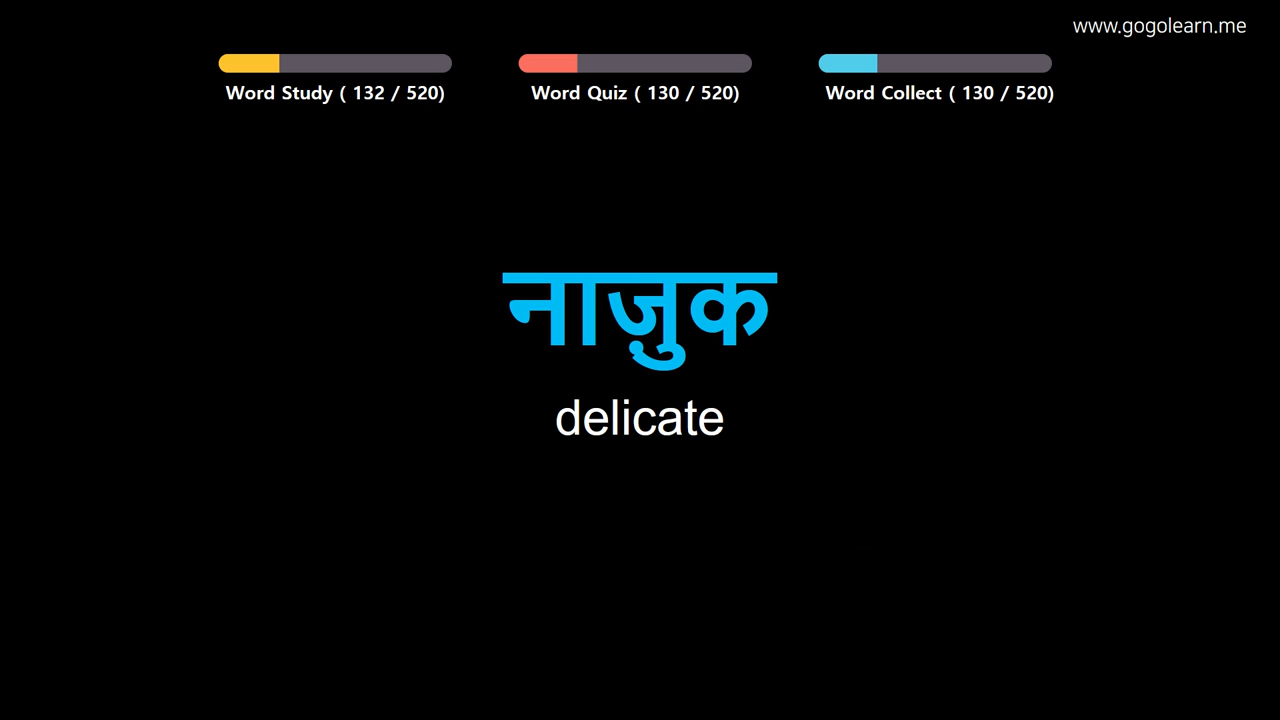 www.gogolearn.me
Word Study ( 132 / 520)
Word Quiz ( 130 / 520)
Word Collect ( 130 / 520)
नाज़ुक
delicate